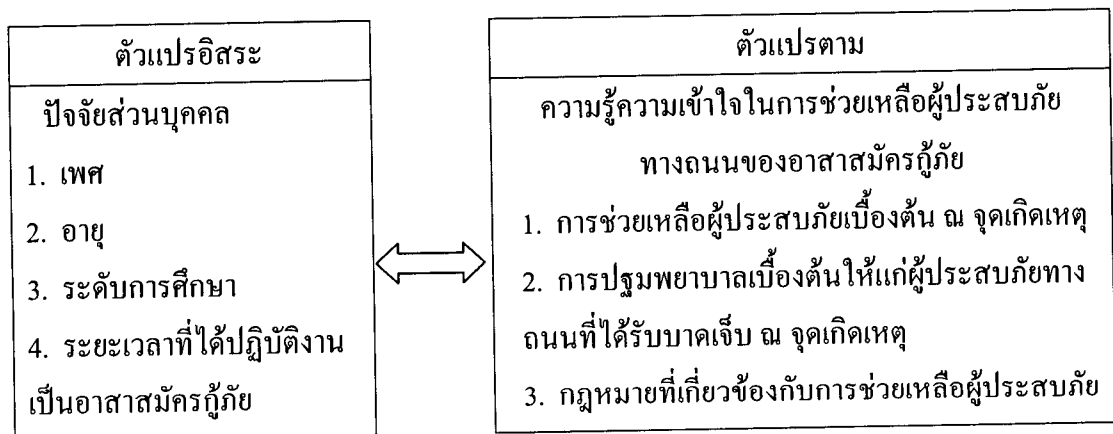 ตัวแปรอิสระ
ปัจจัยส่วนบุคคล
1. เพศ
2. อายุ
3. ระดับการศึกษา
4. ระยะเวลาที่ได้ปฏิบัติงาน
เป็นอาสาสมัครกู้ภัย
ตัวแปรตาม
ความรู้ความเข้าใจในการช่วยเหลือผู้ประสบภัย
ทางถนนของอาสาสมัครกู้ภัย
1. การช่วยเหลือผู้ประสบภัยเบื้องต้น ณ จุดเกิดเหตุ
2. การปฐมพยาบาลเบื้องต้นให้แก่ผู้ประสบภัยทาง
ถนนที่ได้รับบาดเจ็บ ณ จุดเกิดเหตุ
3. กฎหมายที่เกี่ยวข้องกับการช่วยเหลือผู้ประสบภัย